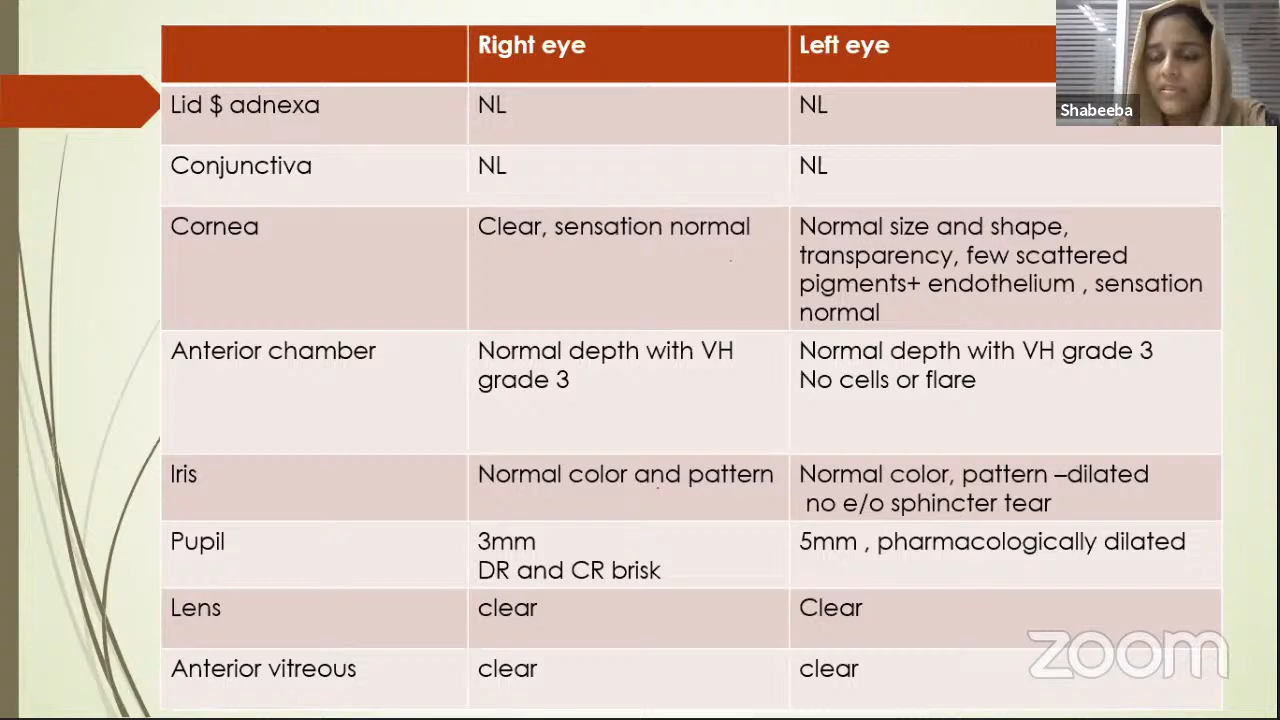 Right eye
Left eye
Shabeeba
Lid $ adnexa
NL
NL
Conjunctiva
NL
NL
Cornea
Clear, sensation normal
Normal size and shape,
transparency, few scattered
pigments+ endothelium , sensation
normal
Anterior chamber
Normal depth with VH
grade 3
Normal depth with VH grade 3
No cells or flare
Iris
Normal color and pattern
Normal color, pattern –dilated
no e/o sphincter tear
Pupil
3mm
DR and CR brisk
5mm , pharmacologically dilated
Lens
clear
Clear
Anterior vitreous
clear
clear
zoom